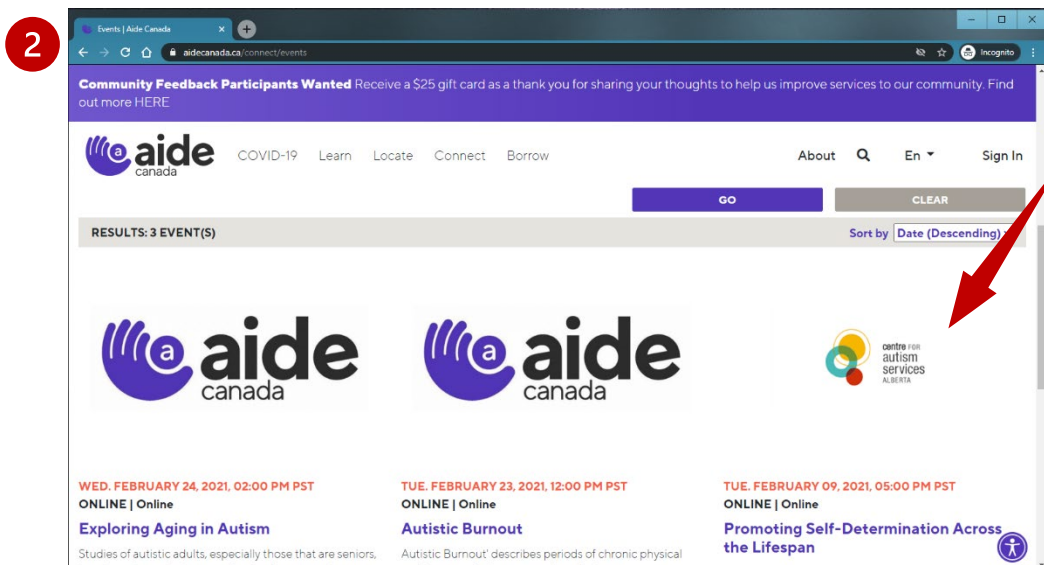 2
Events | Aide Canada
aidecanada.ca/connect/events
Incognito
Community Feedback Participants Wanted Receive a $25 gift card as a thank you for sharing your thoughts to help us improve services to our community. Find
out more HERE
a aide
canada
COVID-19 Learn Locate Connect Borrow About En Sign In
GO CLEAR
RESULTS: 3 EVENT(S) Sort by Date (Descending)
a aide
canada
a aide
canada
centre FOR
autism
services
ALBERTA
WED. FEBRUARY 24, 2021, 02:00 PM PST
ONLINE | Online
Exploring Aging in Autism
Studies of autistic adults, especially those that are seniors,
TUE. FEBRUARY 23, 2021, 12:00 PM PST
ONLINE | Online
Autistic Burnout
Autistic Burnout' describes periods of chronic physical
TUE. FEBRUARY 09, 2021, 05:00 PM PST
ONLINE | Online
Promoting Self-Determination Across
the Lifespan